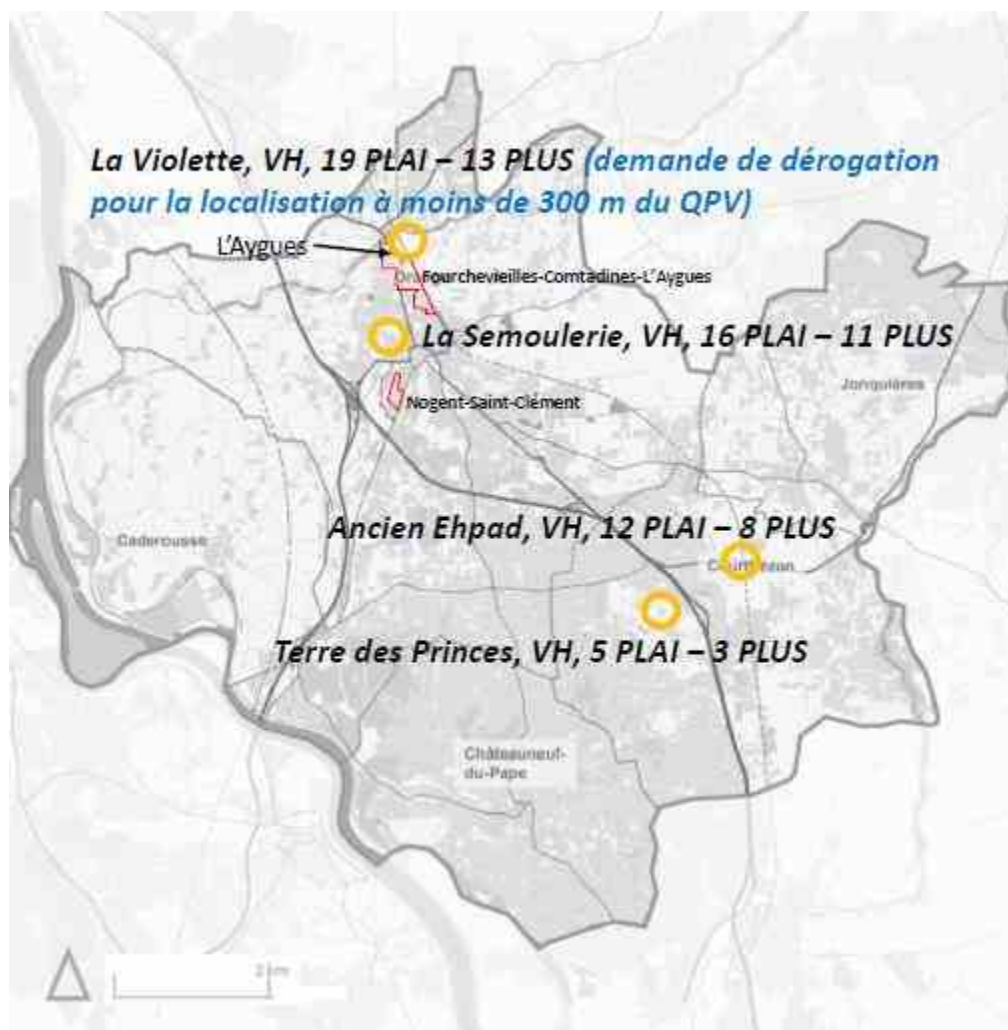 La Violette, VH, 19 PLAI – 13 PLUS (demande de dérogation
pour la localisation à moins de 300 m du QPV)
L'Aygues
Fourchevieilles-Comtadines-L'Aygues
La Semoulerie, VH, 16 PLAI – 11 PLUS
Jonquières
Nogent-Saint-Clément
Ancien Ehpad, VH, 12 PLAI – 8 PLUS
Caderousse
Courthézon
Terre des Princes, VH, 5 PLAI – 3 PLUS
Châteauneuf-
du-Pape
2 km